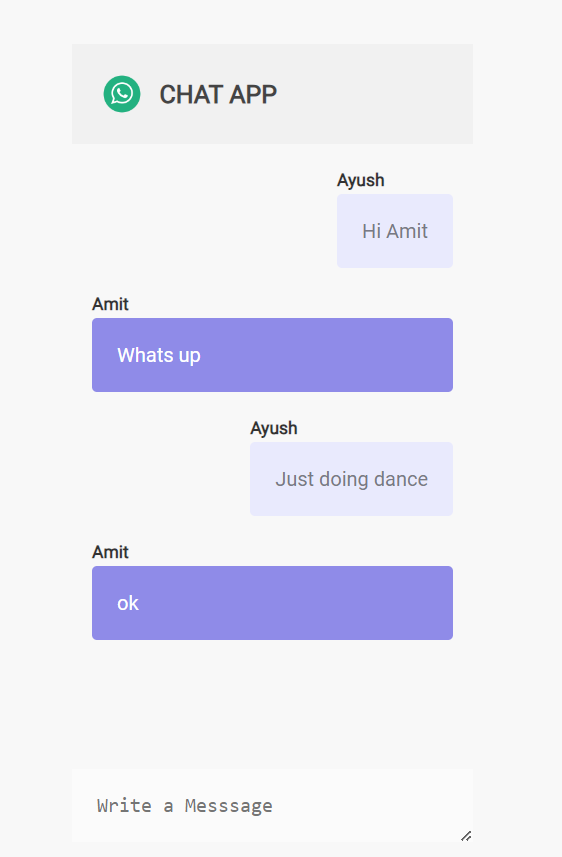 CHAT APP
Ayush
Hi Amit
Amit
Whats up
Ayush
Just doing dance
Amit
ok
Write a Messsage